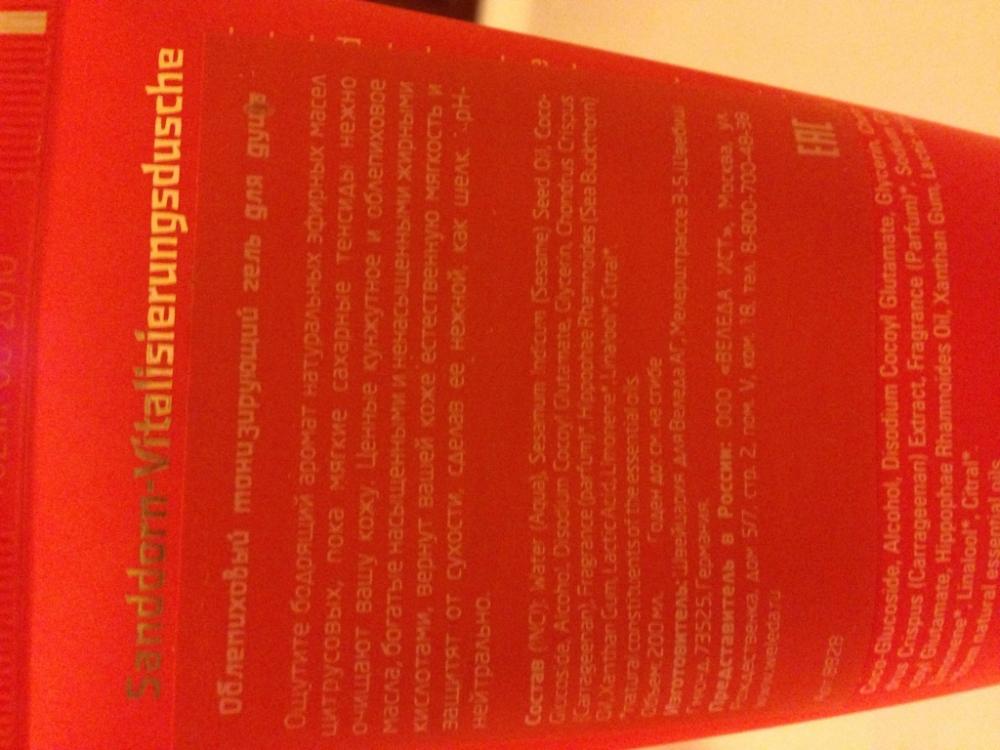 Sanddorn-Vitalisierungsdusche
Облепиховый тонизирующий гель для душа
Ощутите бодрящий аромат натуральных эфирных масел
цитрусовых, пока мягкие сахарные тенсиды нежно
очищают вашу кожу. Ценные кунжутное и облепиховое
масла, богатые насыщенными и ненасыщенными жирными
кислотами, вернут вашей коже естественную мягкость и
защитят от сухости, сделав ее нежной, как шелк. pH-
нейтрально.
Состав (INCI): Water (Aqua), Sesamum Indicum (Sesame) Seed Oil, Coco-
Glucoside, Alcohol, Disodium Cocoyl Glutamate, Glycerin, Chondrus Crispus
(Carrageenan), Fragrance (parfum)*, Hippophae Rhamnoides (Sea Buckthorn)
Oil, Xanthan Gum, Lactic Acid, Limonene*, Linalool*, Citral*
*natural constituents of the essential oils.
Объем: 200 мл. Годен до: см. на сгибе
Изготовитель: Швейцария для Веледа АГ, 3-5, Швебиш
Гмюнд, 73525, Германия.
Представитель в России: ООО «ВЕЛЕДА УСТ», Москва, ул.
Рождественка, дом 5/7, стр. 2, пом. V, ком. 18, тел. 8-800-700-48-38
www.weleda.ru
EAC
Coco-Glucoside, Alcohol, Disodium Cocoyl Glutamate, Glycerin,
Crispus (Carrageenan) Extract, Fragrance (Parfum)*,
Glutamate, Hippophae Rhamnoides Oil, Xanthan Gum,
Linalool*, Citral*.
*from natural essential oils